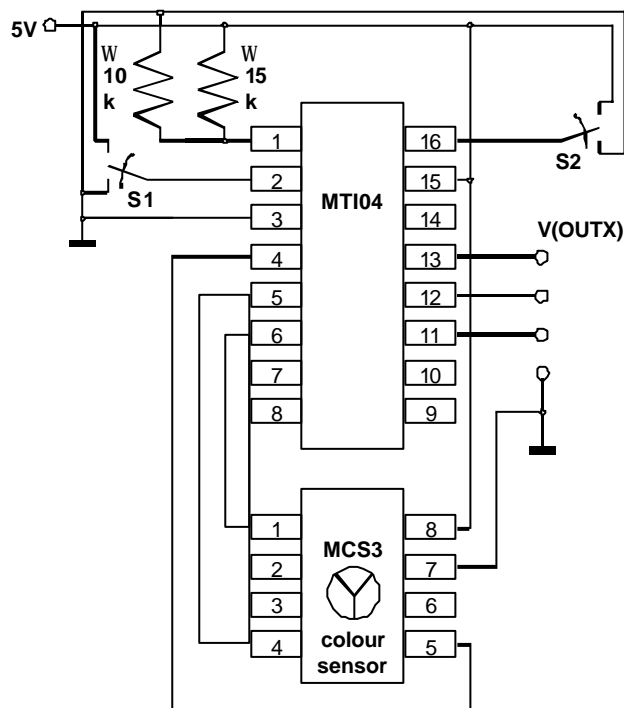 5V
W W
10 15
k k
1 16
S2
2 15
S1
MTI04
3 14
V(OUTX)
4 13
5 12
6 11
7 10
8 9
1 8
MCS3
2 7
3 6
colour
4 5
sensor